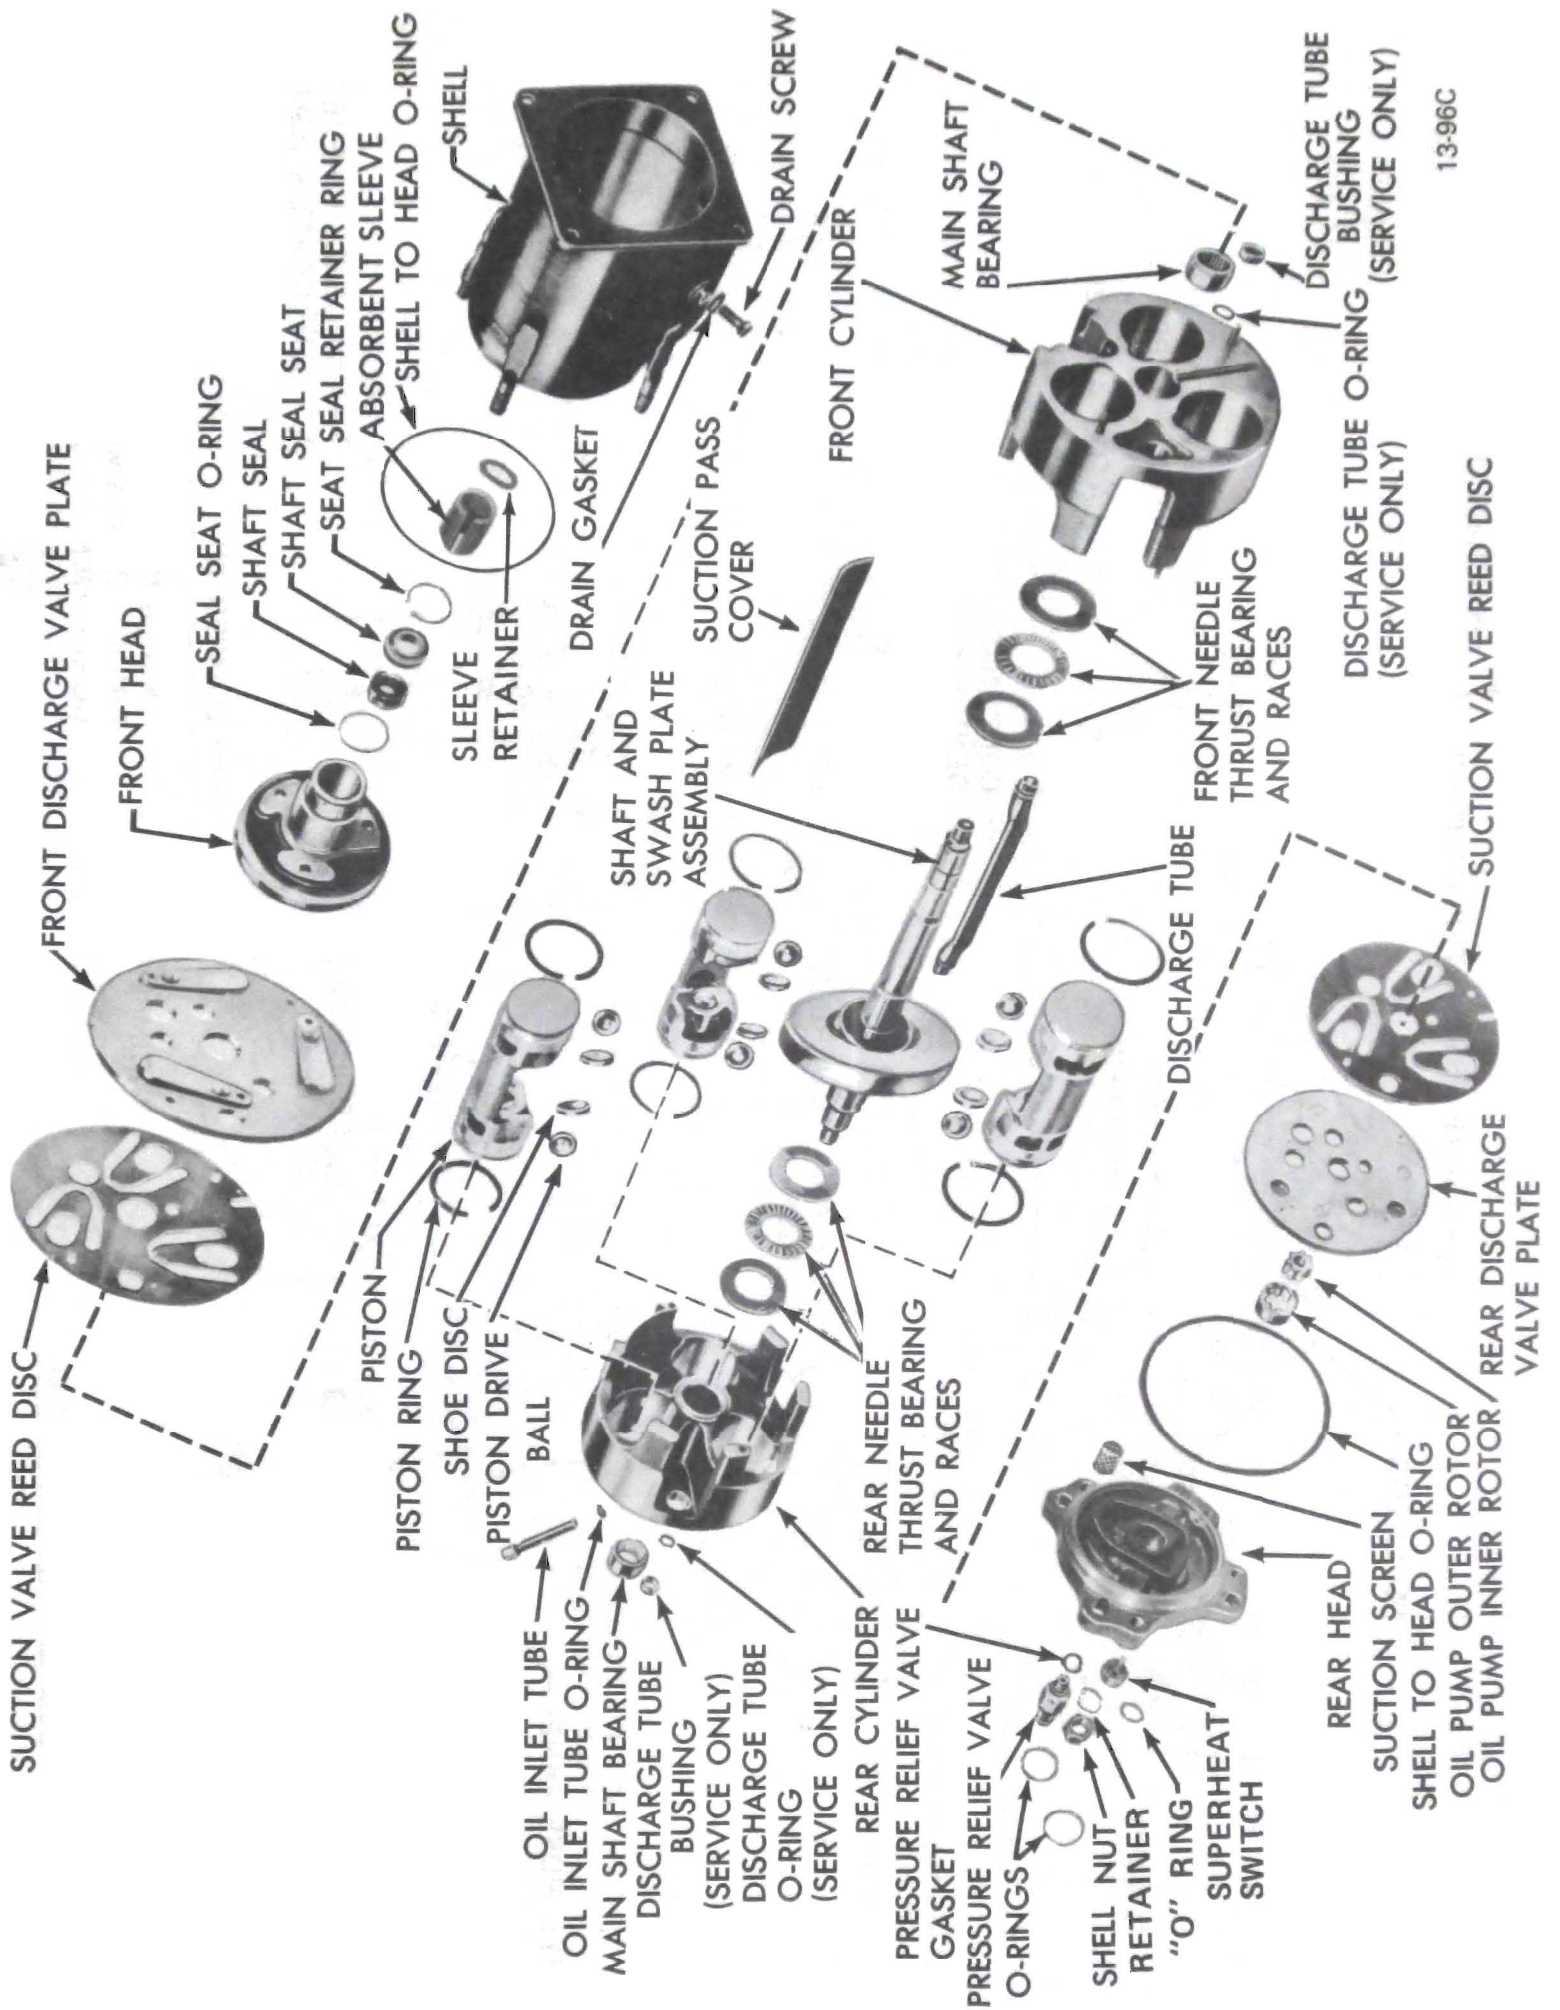 SUCTION VALVE REED DISC
FRONT DISCHARGE VALVE PLATE
FRONT HEAD
SEAL SEAT O-RING
SHAFT SEAL
SHAFT SEAL SEAT
SEAT SEAL RETAINER RING
ABSORBENT SLEEVE
SHELL TO HEAD O-RING
SHELL
SLEEVE
RETAINER
DRAIN GASKET
DRAIN SCREW
PISTON
PISTON RING
SHOE DISC
PISTON DRIVE
BALL
SHAFT AND
SWASH PLATE
ASSEMBLY
SUCTION PASS
COVER
FRONT CYLINDER
MAIN SHAFT
BEARING
DISCHARGE TUBE
BUSHING
(SERVICE ONLY)
DISCHARGE TUBE O-RING
(SERVICE ONLY)
FRONT NEEDLE
THRUST BEARING
AND RACES
DISCHARGE TUBE
OIL INLET TUBE
OIL INLET TUBE O-RING
MAIN SHAFT BEARING
DISCHARGE TUBE
BUSHING
(SERVICE ONLY)
DISCHARGE TUBE
O-RING
(SERVICE ONLY)
REAR CYLINDER
REAR NEEDLE
THRUST BEARING
AND RACES
PRESSURE RELIEF VALVE
GASKET
PRESSURE RELIEF VALVE
O-RINGS
SHELL NUT
RETAINER
"O" RING
SUPERHEAT
SWITCH
REAR HEAD
SUCTION SCREEN
SHELL TO HEAD O-RING
OIL PUMP OUTER ROTOR
OIL PUMP INNER ROTOR
REAR DISCHARGE
VALVE PLATE
SUCTION VALVE REED DISC
13-96C